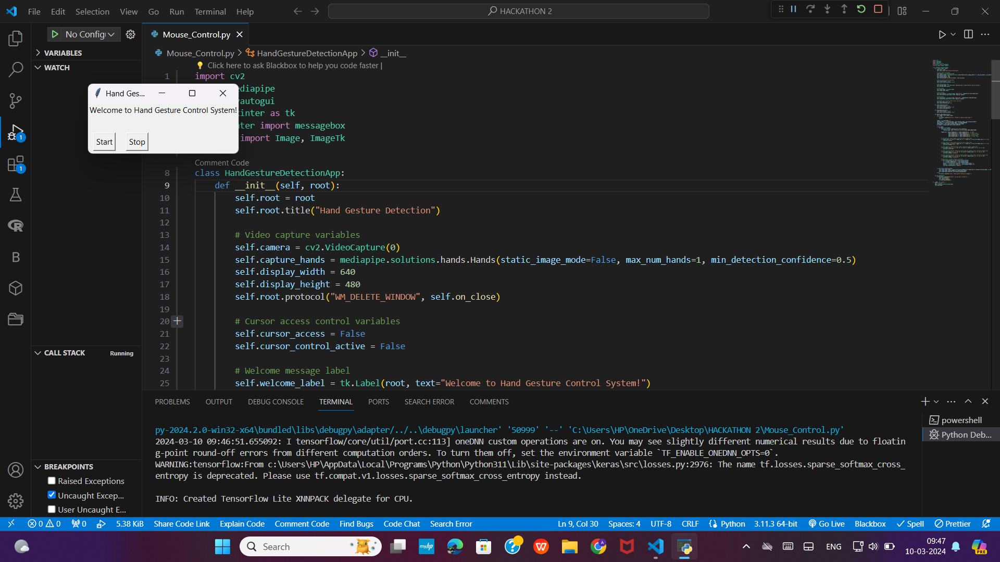 File Edit Selection View Go Run Terminal Help
HACKATHON 2
No Config
VARIABLES
WATCH
Mouse_Control.py
Mouse_Control.py > HandGestureDetectionApp > __init__
Click here to ask Blackbox to help you code faster |
1 import cv2
ediapipe
yautogui
inter as tk
ter import messagebox
import Image, ImageTk
Hand Ges...
Welcome to Hand Gesture Control System!
Start Stop
Comment Code
8 class HandGestureDetectionApp:
9 def __init__(self, root):
10 self.root = root
11 self.root.title("Hand Gesture Detection")
12
13 # Video capture variables
14 self.camera = cv2.VideoCapture(0)
15 self.capture_hands = mediapipe.solutions.hands.Hands(static_image_mode=False, max_num_hands=1, min_detection_confidence=0.5)
16 self.display_width = 640
17 self.display_height = 480
18 self.root.protocol("WM_DELETE_WINDOW", self.on_close)
19
20 # Cursor access control variables
21 self.cursor_access = False
22 self.cursor_control_active = False
23
24 # Welcome message label
25 self.welcome_label = tk.Label(root, text="Welcome to Hand Gesture Control System!")
CALL STACK Running
BREAKPOINTS
Raised Exceptions
Uncaught Excep...
User Uncaught E...
PROBLEMS OUTPUT DEBUG CONSOLE TERMINAL PORTS SEARCH ERROR COMMENTS
powershell
Python Deb...
py-2024.2.0-win32-x64\bundled\libs\debugpy\adapter/../..\debugpy\launcher' '50999' '--' 'C:\Users\HP\OneDrive\Desktop\HACKATHON 2\Mouse_Control.py'
2024-03-10 09:46:51.655092: I tensorflow/core/util/port.cc:113] oneDNN custom operations are on. You may see slightly different numerical results due to floatin
g-point round-off errors from different computation orders. To turn them off, set the environment variable `TF_ENABLE_ONEDNN_OPTS=0`.
WARNING:tensorflow:From c:\Users\HP\AppData\Local\Programs\Python\Python311\Lib\site-packages\keras\src\losses.py:2976: The name tf.losses.sparse_softmax_cross_
entropy is deprecated. Please use tf.compat.v1.losses.sparse_softmax_cross_entropy instead.
INFO: Created TensorFlow Lite XNNPACK delegate for CPU.
0 0 0 5.38 KiB Share Code Link Explain Code Comment Code Find Bugs Code Chat Search Error Ln 9, Col 30 Spaces: 4 UTF-8 CRLF Python 3.11.3 64-bit Go Live Blackbox Spell Prettier
Search
ENG
09:47
10-03-2024